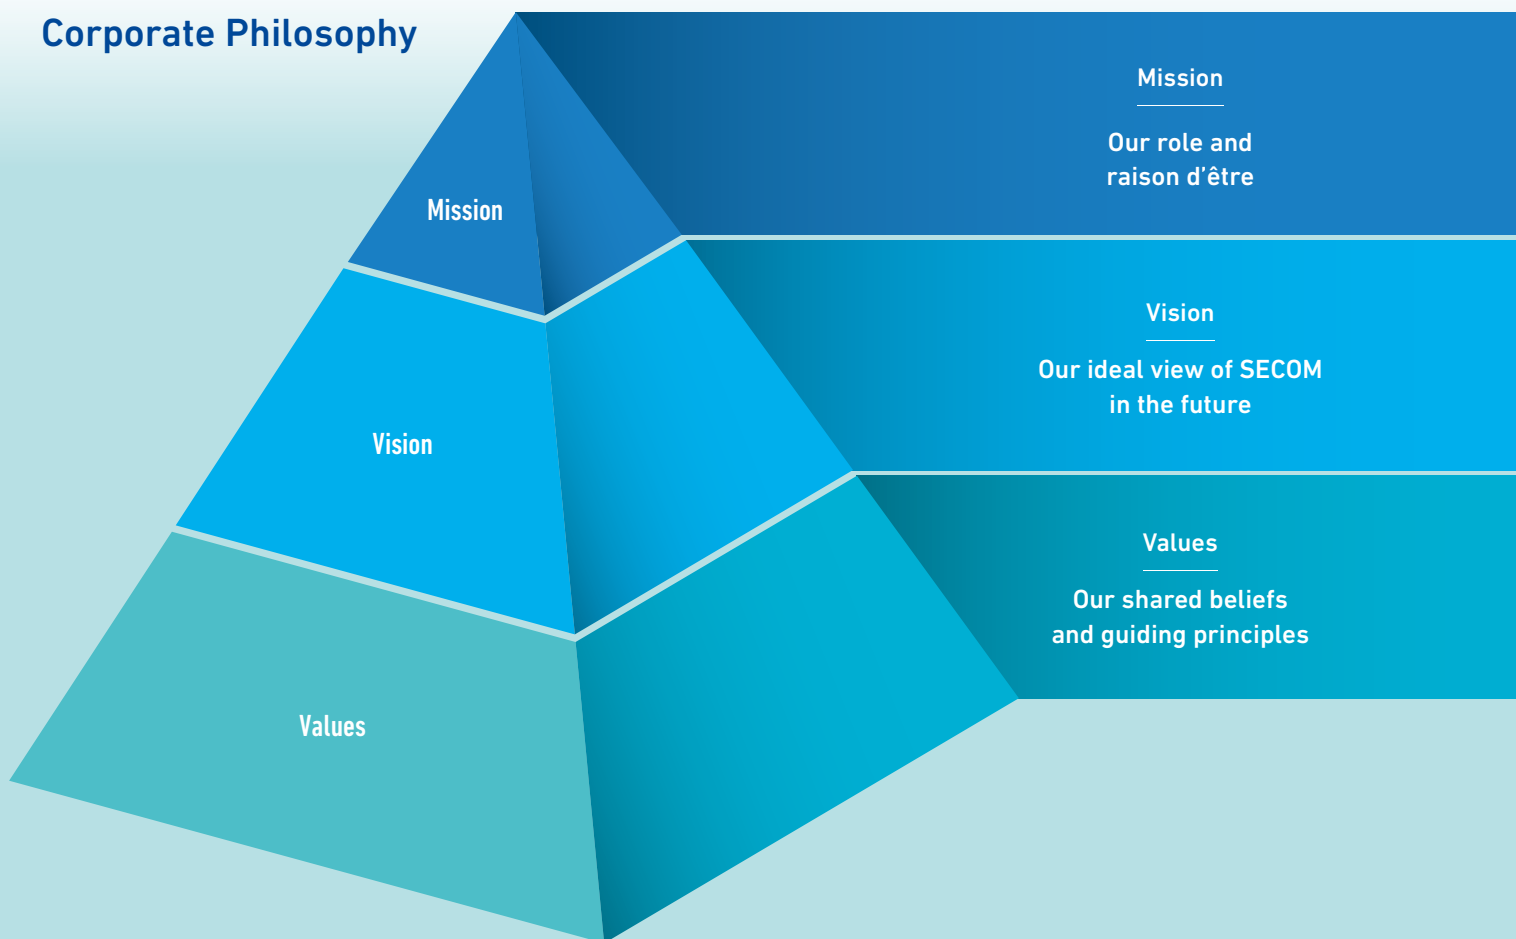 Corporate Philosophy
Mission
Mission
Our role and
raison d’être
Vision
Vision
Our ideal view of SECOM
in the future
Values
Values
Our shared beliefs
and guiding principles